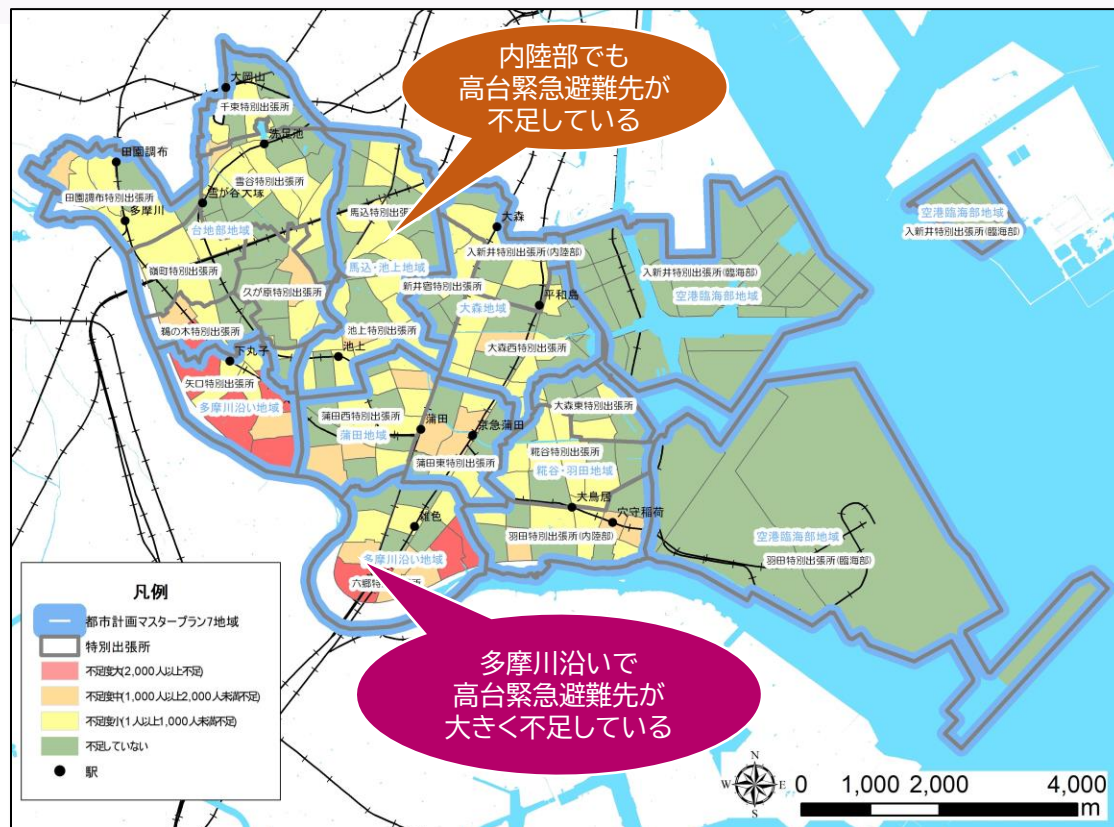 内陸部でも
高台緊急避難先が
不足している
大岡山
千束特別出張所
洗足池
田園調布
雪谷特別出張所
田園調布特別出張所
雪が谷大塚
馬込特別出張所
多摩川
台地部地域
大森
空港臨海部地域
入新井特別出張所(臨海部)
入新井特別出張所(内陸部)
嶺町特別出張所
馬込・池上地域
入新井特別出張所(臨海部)
久が原特別出張所
新井宿特別出張所
空港臨海部地域
大森地域
平和島
鵜の木特別出張所
池上特別出張所
下丸子
池上
大森西特別出張所
矢口特別出張所
多摩川沿い地域
大森東特別出張所
蒲田西特別出張所
蒲田
京急蒲田
蒲田地域
糀谷特別出張所
蒲田東特別出張所
糀谷・羽田地域
大鳥居
穴守稲荷
雑色
羽田特別出張所(内陸部)
空港臨海部地域
多摩川沿い地域
羽田特別出張所(臨海部)
六郷特別出張所
凡例
都市計画マスタープラン7地域
特別出張所
不足度大(2,000人以上不足)
不足度中(1,000人以上2,000人未満不足)
不足度小(1人以上1,000人未満不足)
不足していない
駅
多摩川沿いで
高台緊急避難先が
大きく不足している
N
W E
S
0 1,000 2,000 4,000
m